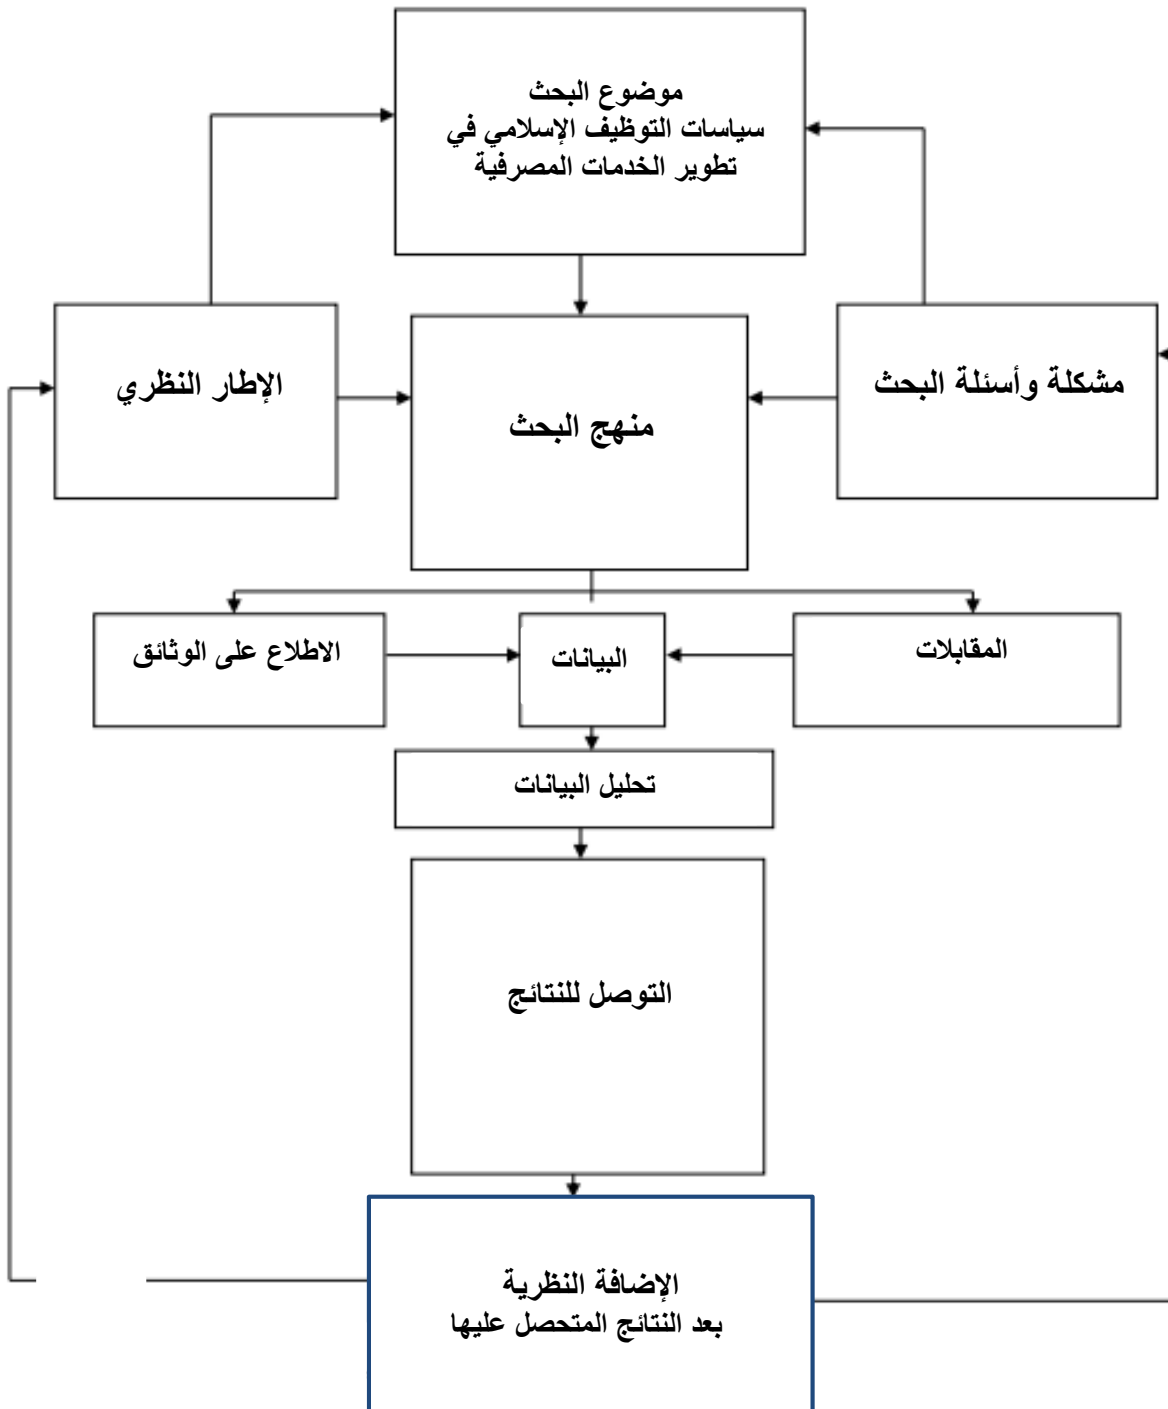 موضوع البحث
سياسات التوظيف الإسلامي في
تطوير الخدمات المصرفية
مشكلة وأسئلة البحث
منهج البحث
الإطار النظري
المقابلات
البيانات
الاطلاع على الوثائق
تحليل البيانات
التوصل للنتائج
الإضافة النظرية
بعد النتائج المتحصل عليها